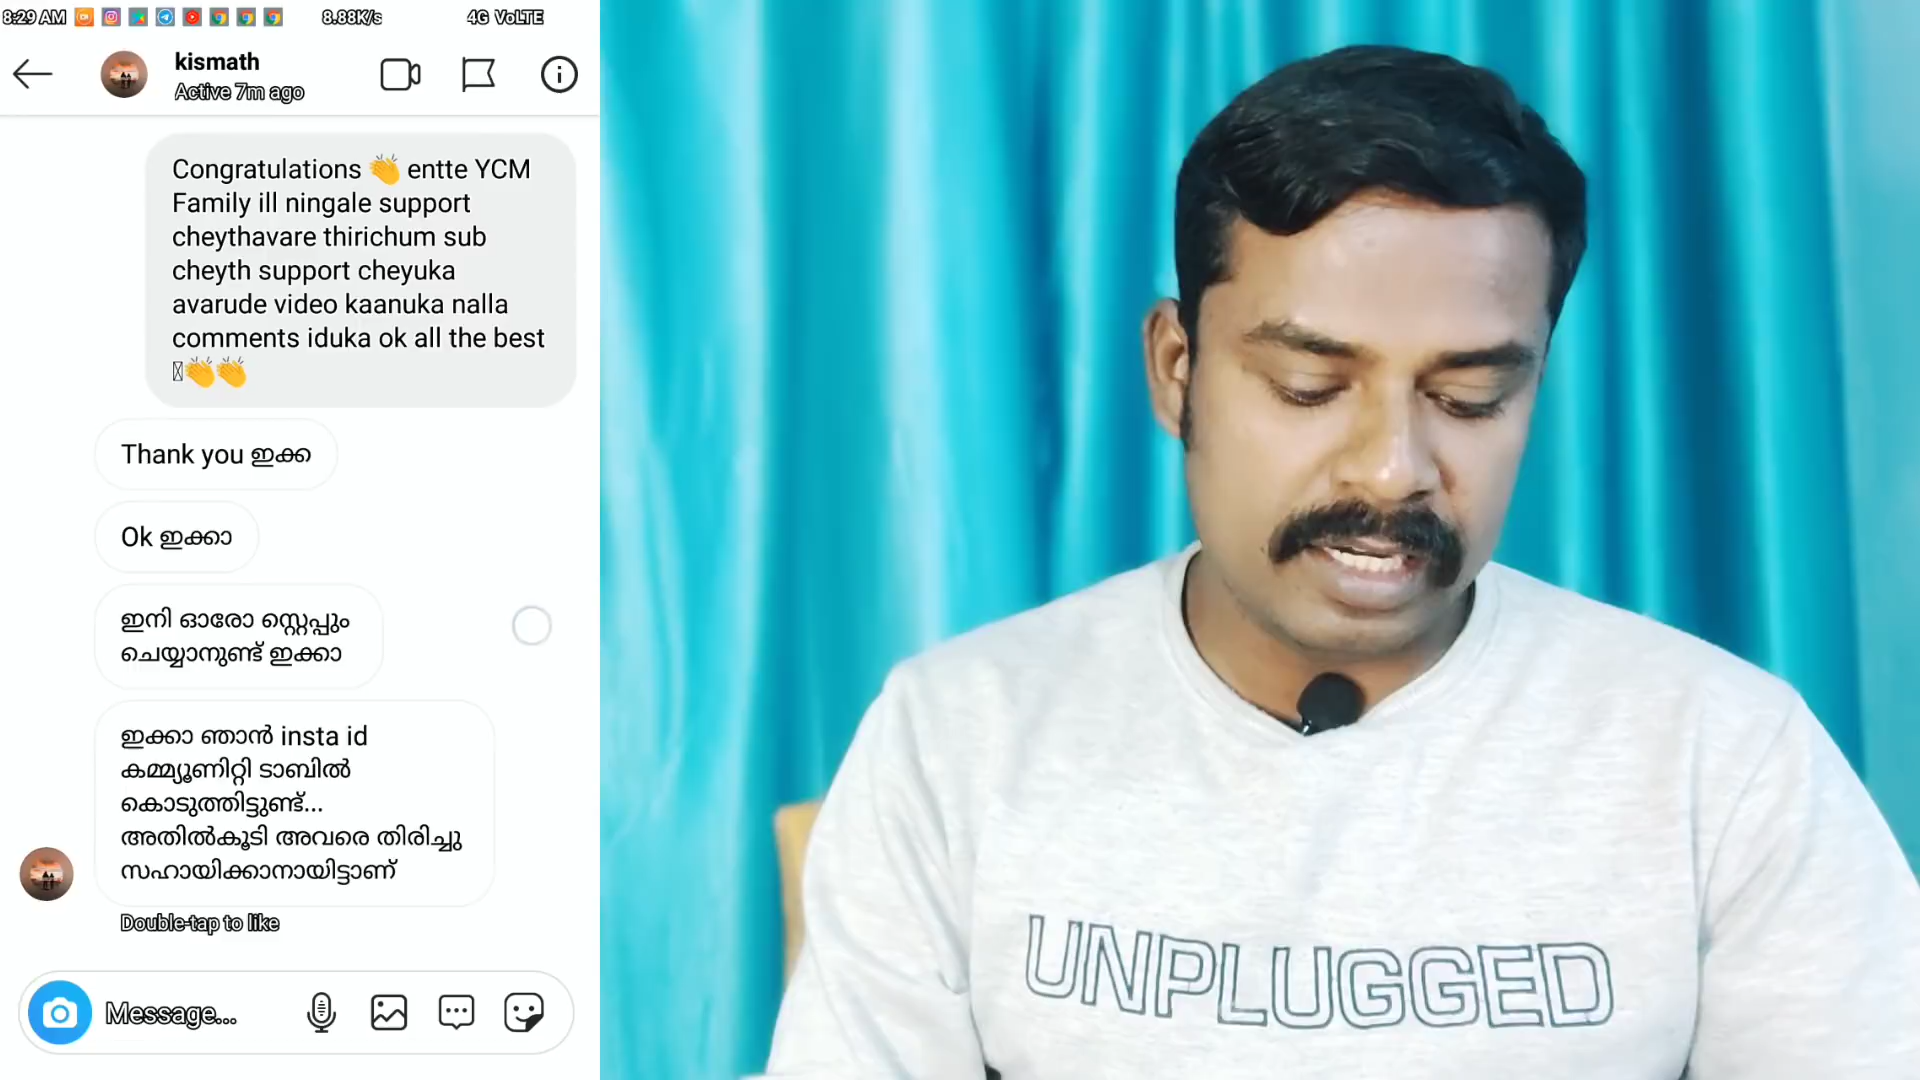 8:29 AM 8.88K/s 4G VoLTE
kismath
Active 7m ago
Congratulations 👏 entte YCM
Family ill ningale support
cheythavare thirichum sub
cheyth support cheyuka
avarude video kaanuka nalla
comments iduka ok all the best
👏👏
Thank you ഇക്ക
Ok ഇക്കാ
ഇനി ഓരോ സ്റ്റെപ്പും
ചെയ്യാനുണ്ട് ഇക്കാ
ഇക്കാ ഞാൻ insta id
കമ്മ്യൂണിറ്റി ടാബിൽ
കൊടുത്തിട്ടുണ്ട്...
അതിൽകൂടി അവരെ തിരിച്ചു
സഹായിക്കാനായിട്ടാണ്
Double-tap to like
Message...
UNPLUGGED